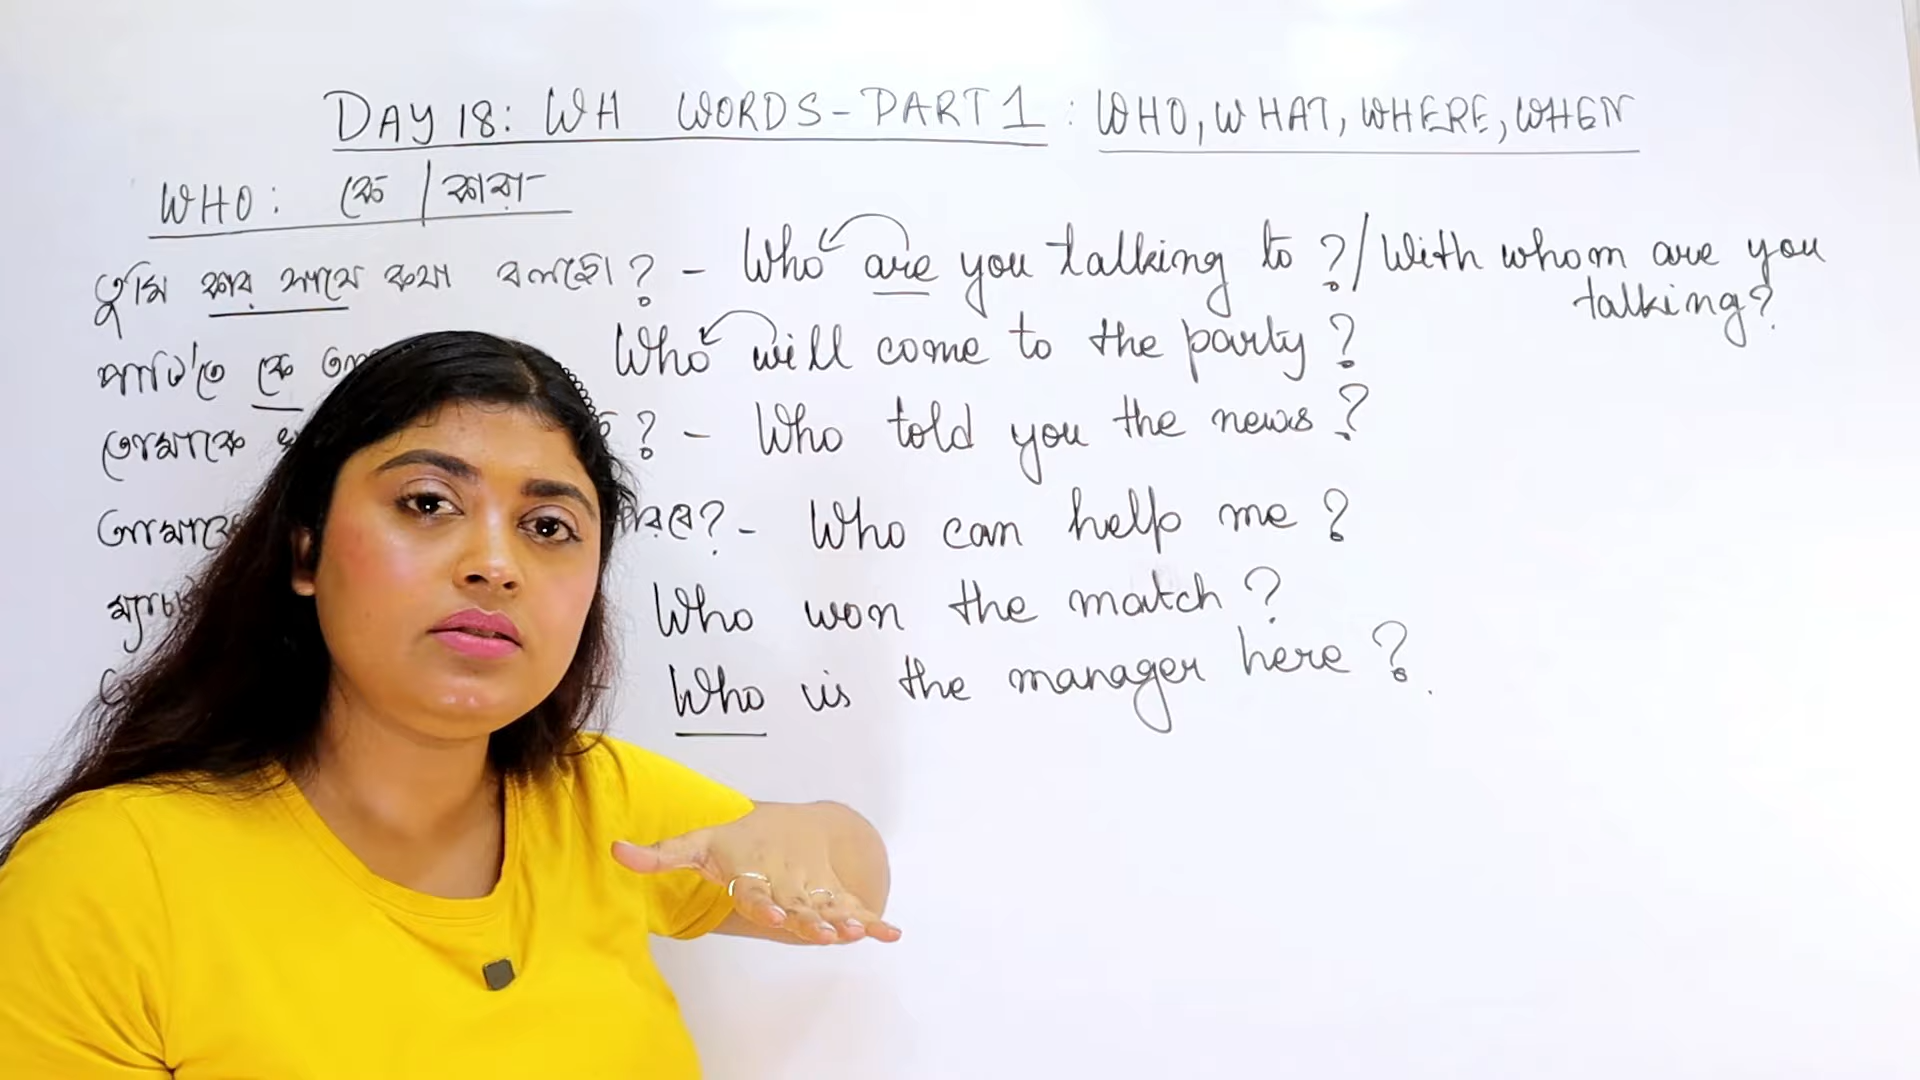 DAY 18: WH WORDS - PART 1 : WHO, WHAT, WHERE, WHEN
WHO: কে / কারা
তুমি কার সাথে কথা বলছো? - Who are you talking to?/With whom are you talking?
পার্টি'তে কে Who will come to the party?
তোমাকে ? - Who told you the news?
Who can help me?
Who won the match?
Who is the manager here?